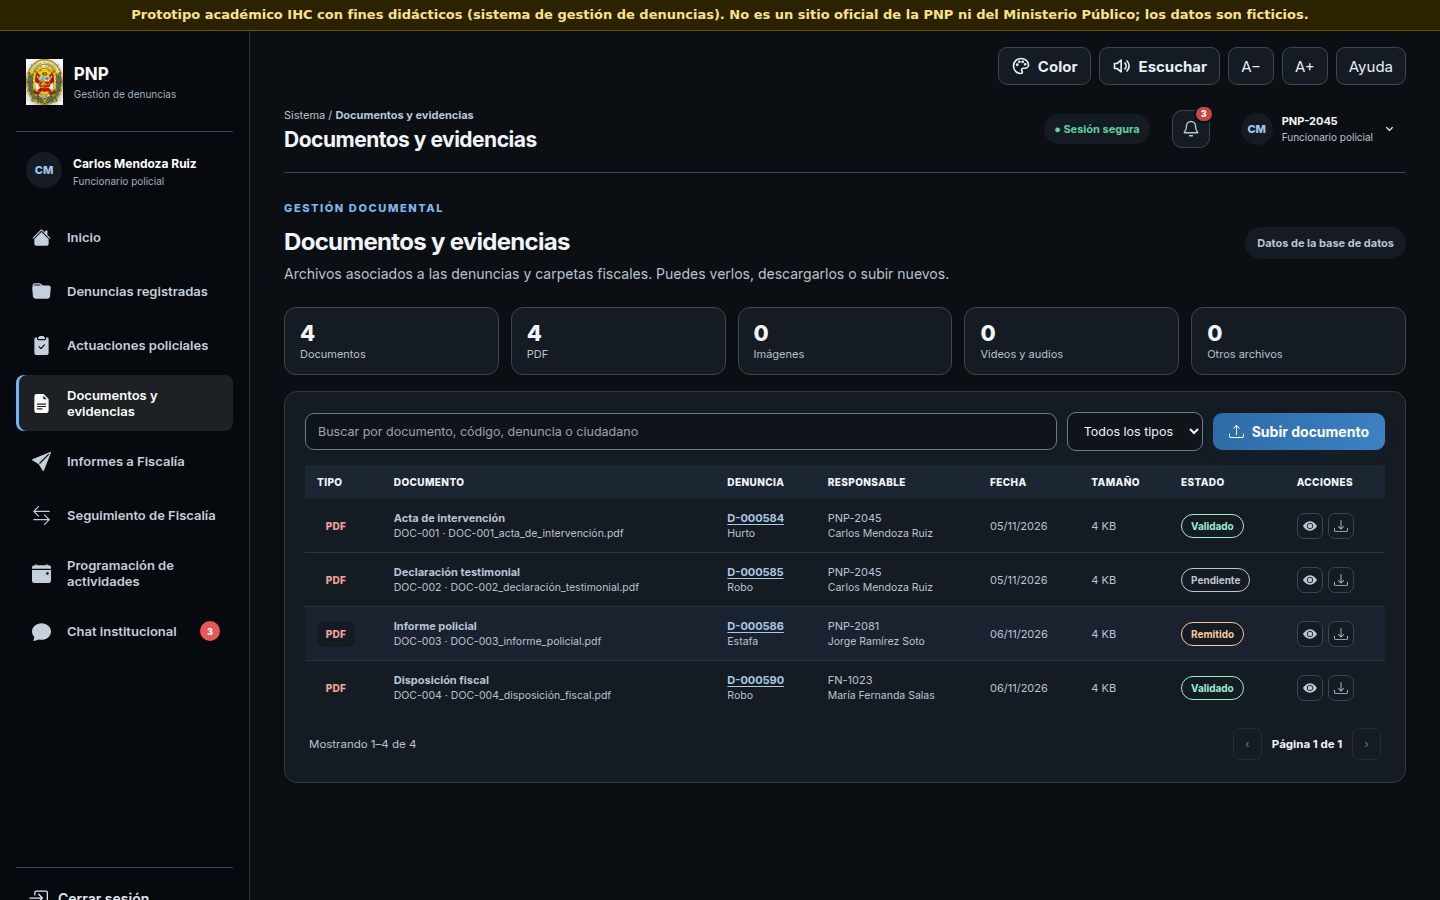 Prototipo académico IHC con fines didácticos (sistema de gestión de denuncias). No es un sitio oficial de la PNP ni del Ministerio Público; los datos son ficticios.
PNP
Gestión de denuncias
CM
Carlos Mendoza Ruiz
Funcionario policial
Inicio
Denuncias registradas
Actuaciones policiales
Documentos y
evidencias
Informes a Fiscalía
Seguimiento de Fiscalía
Programación de
actividades
Chat institucional 3
Cerrar sesión
Color Escuchar A− A+ Ayuda
Sistema / Documentos y evidencias
Documentos y evidencias
● Sesión segura
3
CM
PNP-2045
Funcionario policial
GESTIÓN DOCUMENTAL
Documentos y evidencias
Datos de la base de datos
Archivos asociados a las denuncias y carpetas fiscales. Puedes verlos, descargarlos o subir nuevos.
4
Documentos
4
PDF
0
Imágenes
0
Videos y audios
0
Otros archivos
Buscar por documento, código, denuncia o ciudadano
Todos los tipos
Subir documento
TIPO DOCUMENTO DENUNCIA RESPONSABLE FECHA TAMAÑO ESTADO ACCIONES
PDF Acta de intervención D-000584 PNP-2045 05/11/2026 4 KB Validado
DOC-001 · DOC-001_acta_de_intervención.pdf Hurto Carlos Mendoza Ruiz
PDF Declaración testimonial D-000585 PNP-2045 05/11/2026 4 KB Pendiente
DOC-002 · DOC-002_declaración_testimonial.pdf Robo Carlos Mendoza Ruiz
PDF Informe policial D-000586 PNP-2081 06/11/2026 4 KB Remitido
DOC-003 · DOC-003_informe_policial.pdf Estafa Jorge Ramírez Soto
PDF Disposición fiscal D-000590 FN-1023 06/11/2026 4 KB Validado
DOC-004 · DOC-004_disposición_fiscal.pdf Robo María Fernanda Salas
Mostrando 1–4 de 4
‹ Página 1 de 1 ›